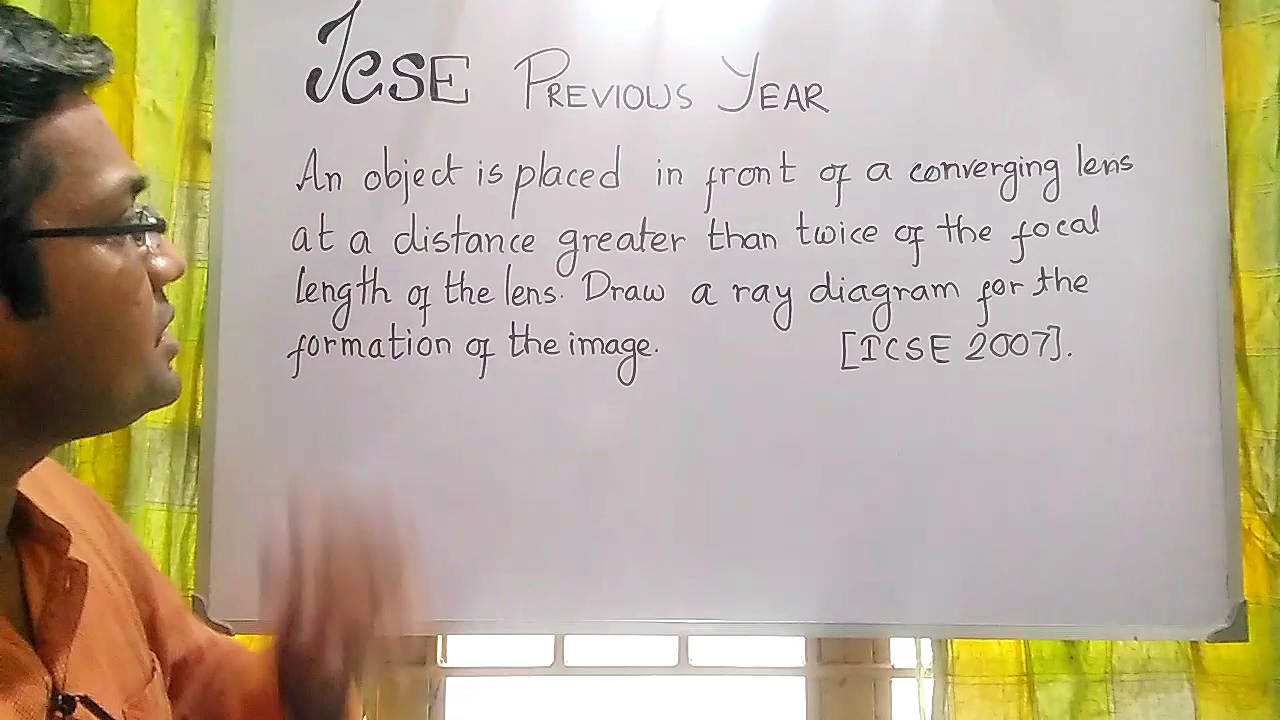 ICSE PREVIOUS YEAR
An object is placed in front of a converging lens
at a distance greater than twice of the focal
length of the lens. Draw a ray diagram for the
formation of the image. [ICSE 2007].